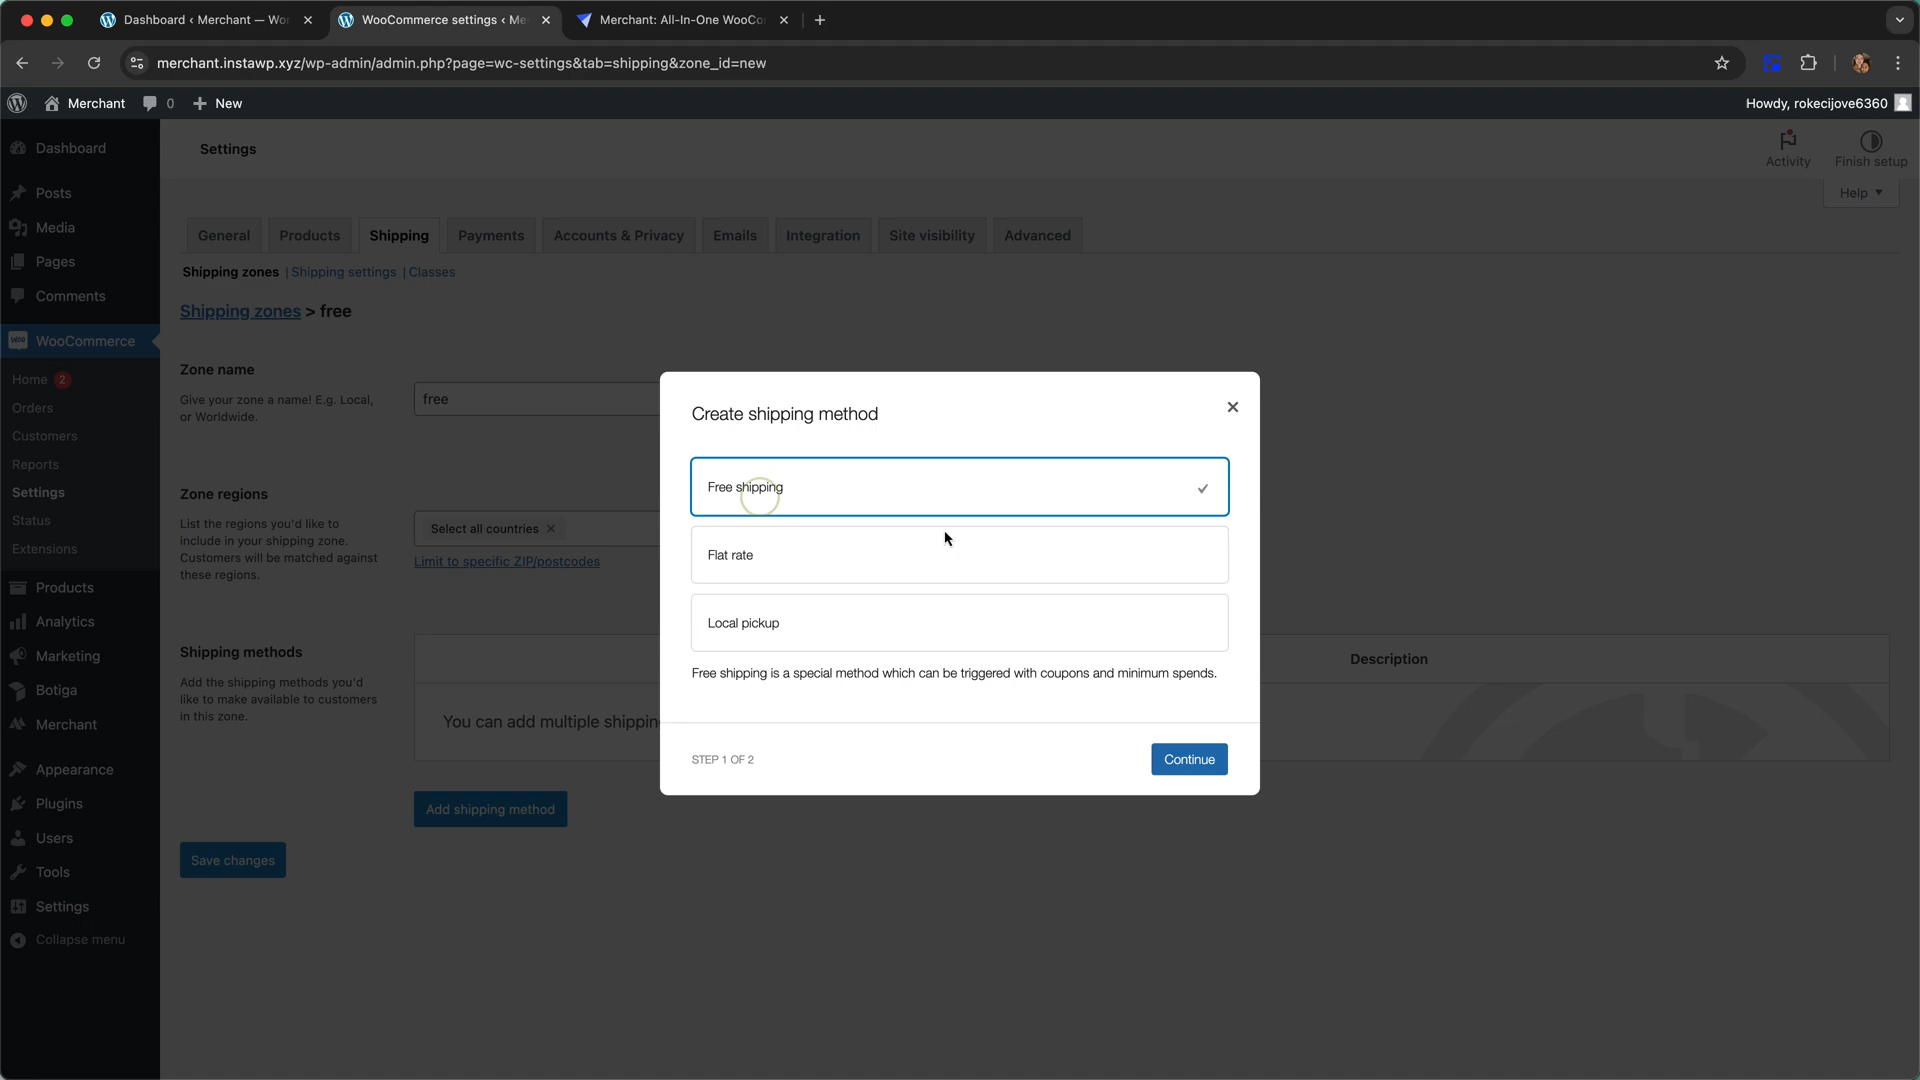 Dashboard ‹ Merchant — Wor
WooCommerce settings ‹ Me
Merchant: All-In-One WooCo
merchant.instawp.xyz/wp-admin/admin.php?page=wc-settings&tab=shipping&zone_id=new
Merchant
0
New
Howdy, rokecijove6360
Dashboard
Posts
Media
Pages
Comments
WooCommerce
Home 2
Orders
Customers
Reports
Settings
Status
Extensions
Products
Analytics
Marketing
Botiga
Merchant
Appearance
Plugins
Users
Tools
Settings
Collapse menu
Settings
Activity
Finish setup
Help
General
Products
Shipping
Payments
Accounts & Privacy
Emails
Integration
Site visibility
Advanced
Shipping zones | Shipping settings | Classes
Shipping zones > free
Zone name
Give your zone a name! E.g. Local,
or Worldwide.
free
Zone regions
List the regions you'd like to
include in your shipping zone.
Customers will be matched against
these regions.
Select all countries
Limit to specific ZIP/postcodes
Shipping methods
Add the shipping methods you'd
like to make available to customers
in this zone.
Description
You can add multiple shippin
Add shipping method
Save changes
Create shipping method
Free shipping
Flat rate
Local pickup
Free shipping is a special method which can be triggered with coupons and minimum spends.
STEP 1 OF 2
Continue